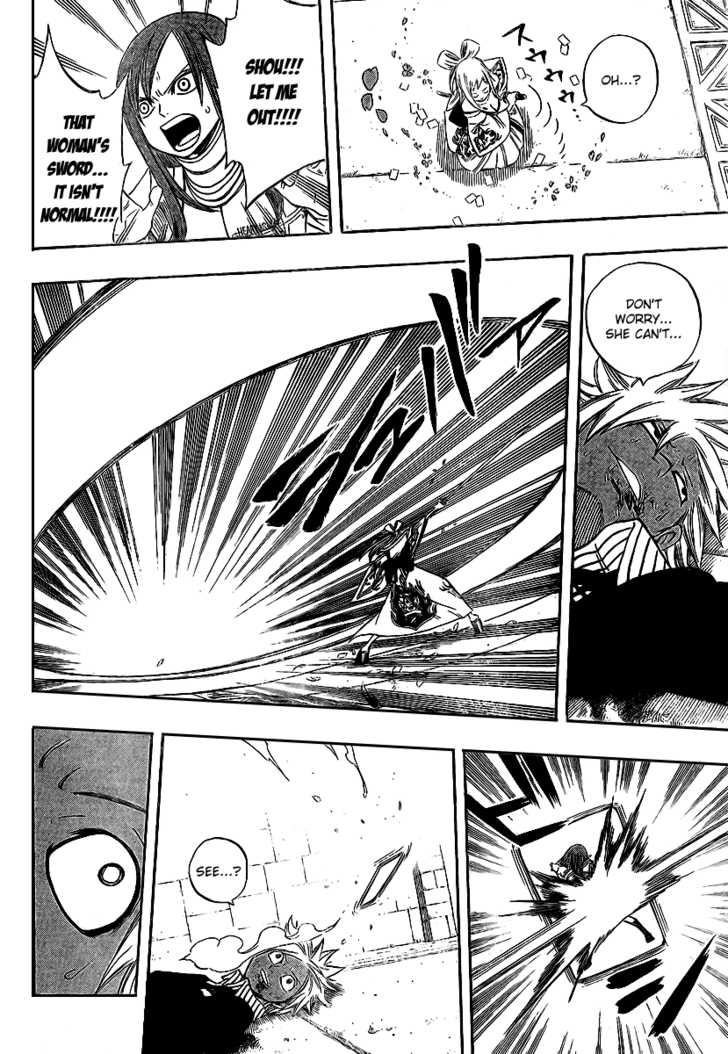 OH...?
SHOU!!!
LET ME
OUT!!!!
THAT
WOMAN'S
SWORD...
IT ISN'T
NORMAL!!!!
DON'T
WORRY...
SHE CAN'T...
SEE...?